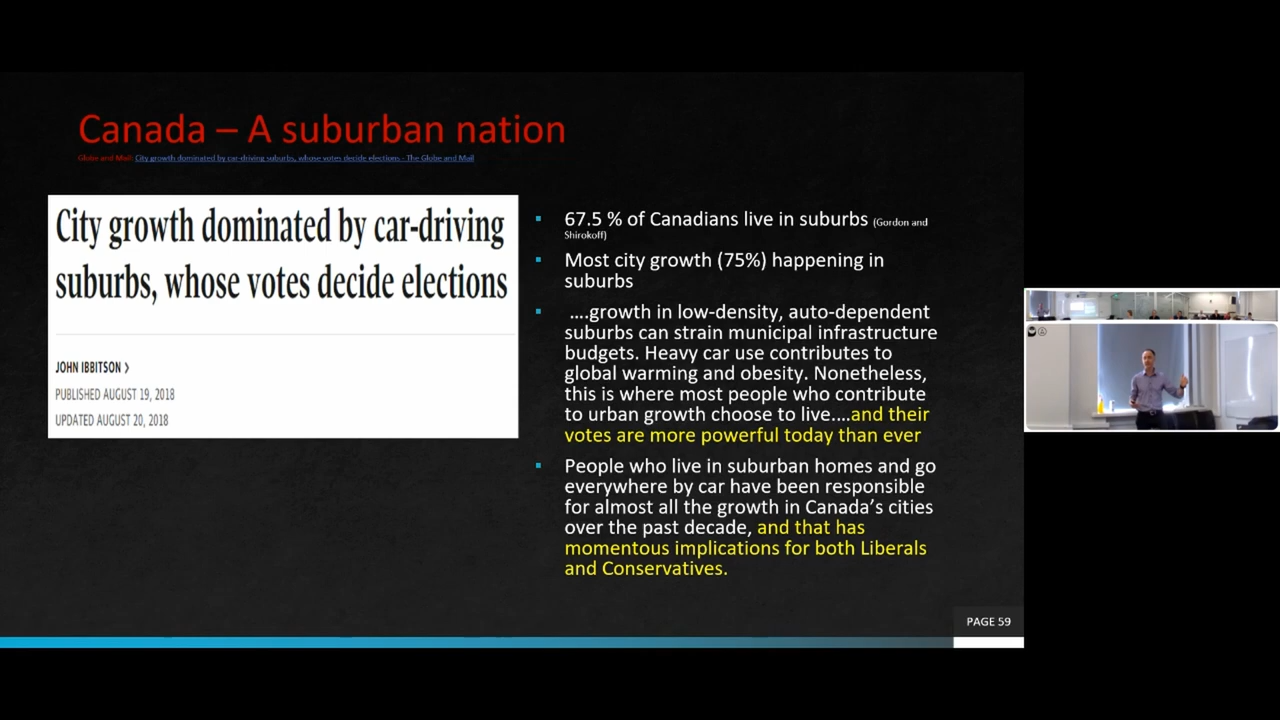 Canada – A suburban nation
Globe and Mail: City growth dominated by car-driving suburbs, whose votes decide elections - The Globe and Mail
City growth dominated by car-driving
suburbs, whose votes decide elections
JOHN IBBITSON >
PUBLISHED AUGUST 19, 2018
UPDATED AUGUST 20, 2018
67.5 % of Canadians live in suburbs (Gordon and
Shirokoff)
Most city growth (75%) happening in
suburbs
....growth in low-density, auto-dependent
suburbs can strain municipal infrastructure
budgets. Heavy car use contributes to
global warming and obesity. Nonetheless,
this is where most people who contribute
to urban growth choose to live....and their
votes are more powerful today than ever
People who live in suburban homes and go
everywhere by car have been responsible
for almost all the growth in Canada's cities
over the past decade, and that has
momentous implications for both Liberals
and Conservatives.
PAGE 59